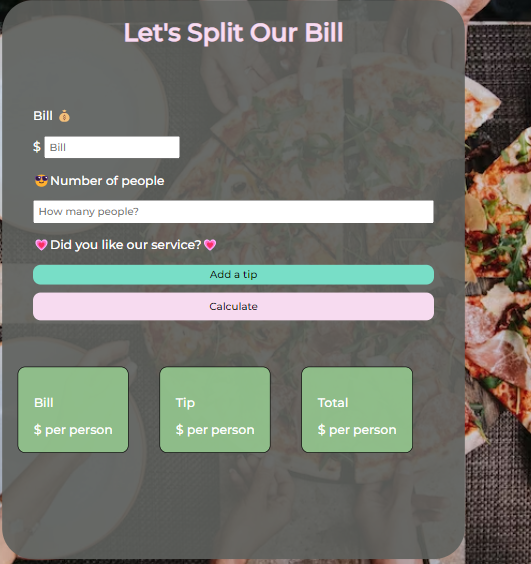 Let's Split Our Bill
Bill 💰
$ Bill
😎Number of people
How many people?
💗Did you like our service?💗
Add a tip
Calculate
Bill
$ per person
Tip
$ per person
Total
$ per person